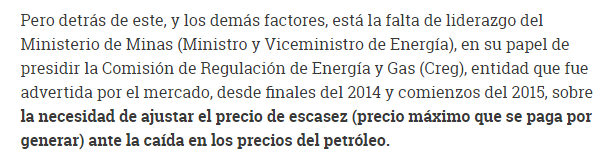 Pero detrás de este, y los demás factores, está la falta de liderazgo del
Ministerio de Minas (Ministro y Viceministro de Energía), en su papel de
presidir la Comisión de Regulación de Energía y Gas (Creg), entidad que fue
advertida por el mercado, desde finales del 2014 y comienzos del 2015, sobre
la necesidad de ajustar el precio de escasez (precio máximo que se paga por
generar) ante la caída en los precios del petróleo.